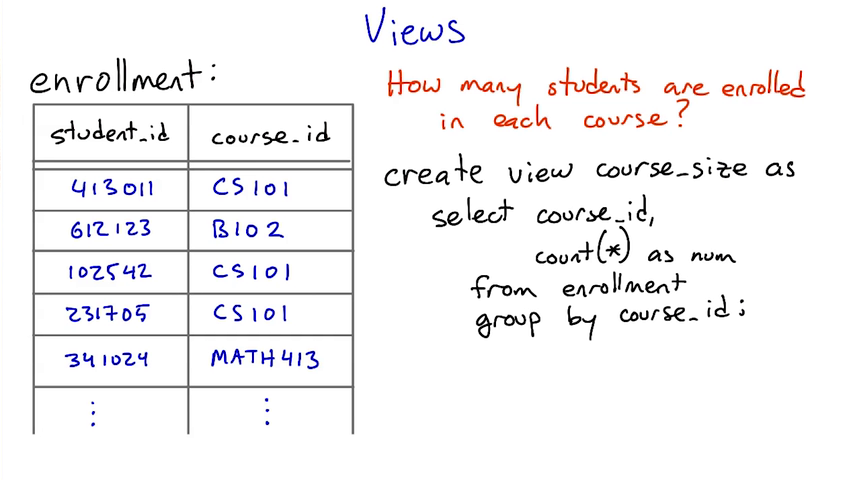 Views
enrollment:
student_id course_id
413011 CS101
612123 B102
102542 CS101
231705 CS101
341024 MATH413
How many students are enrolled
in each course?
create view course_size as
select course_id,
count(*) as num
from enrollment
group by course_id;